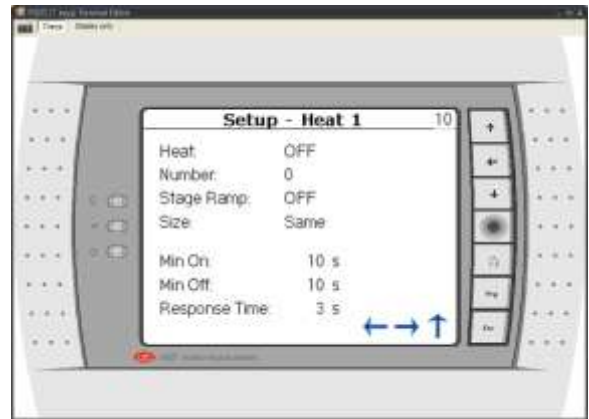 Setup - Heat 1 10
Heat: OFF
Number: 0
Stage Ramp: OFF
Size: Same
Min On: 10 s
Min Off: 10 s
Response Time: 3 s